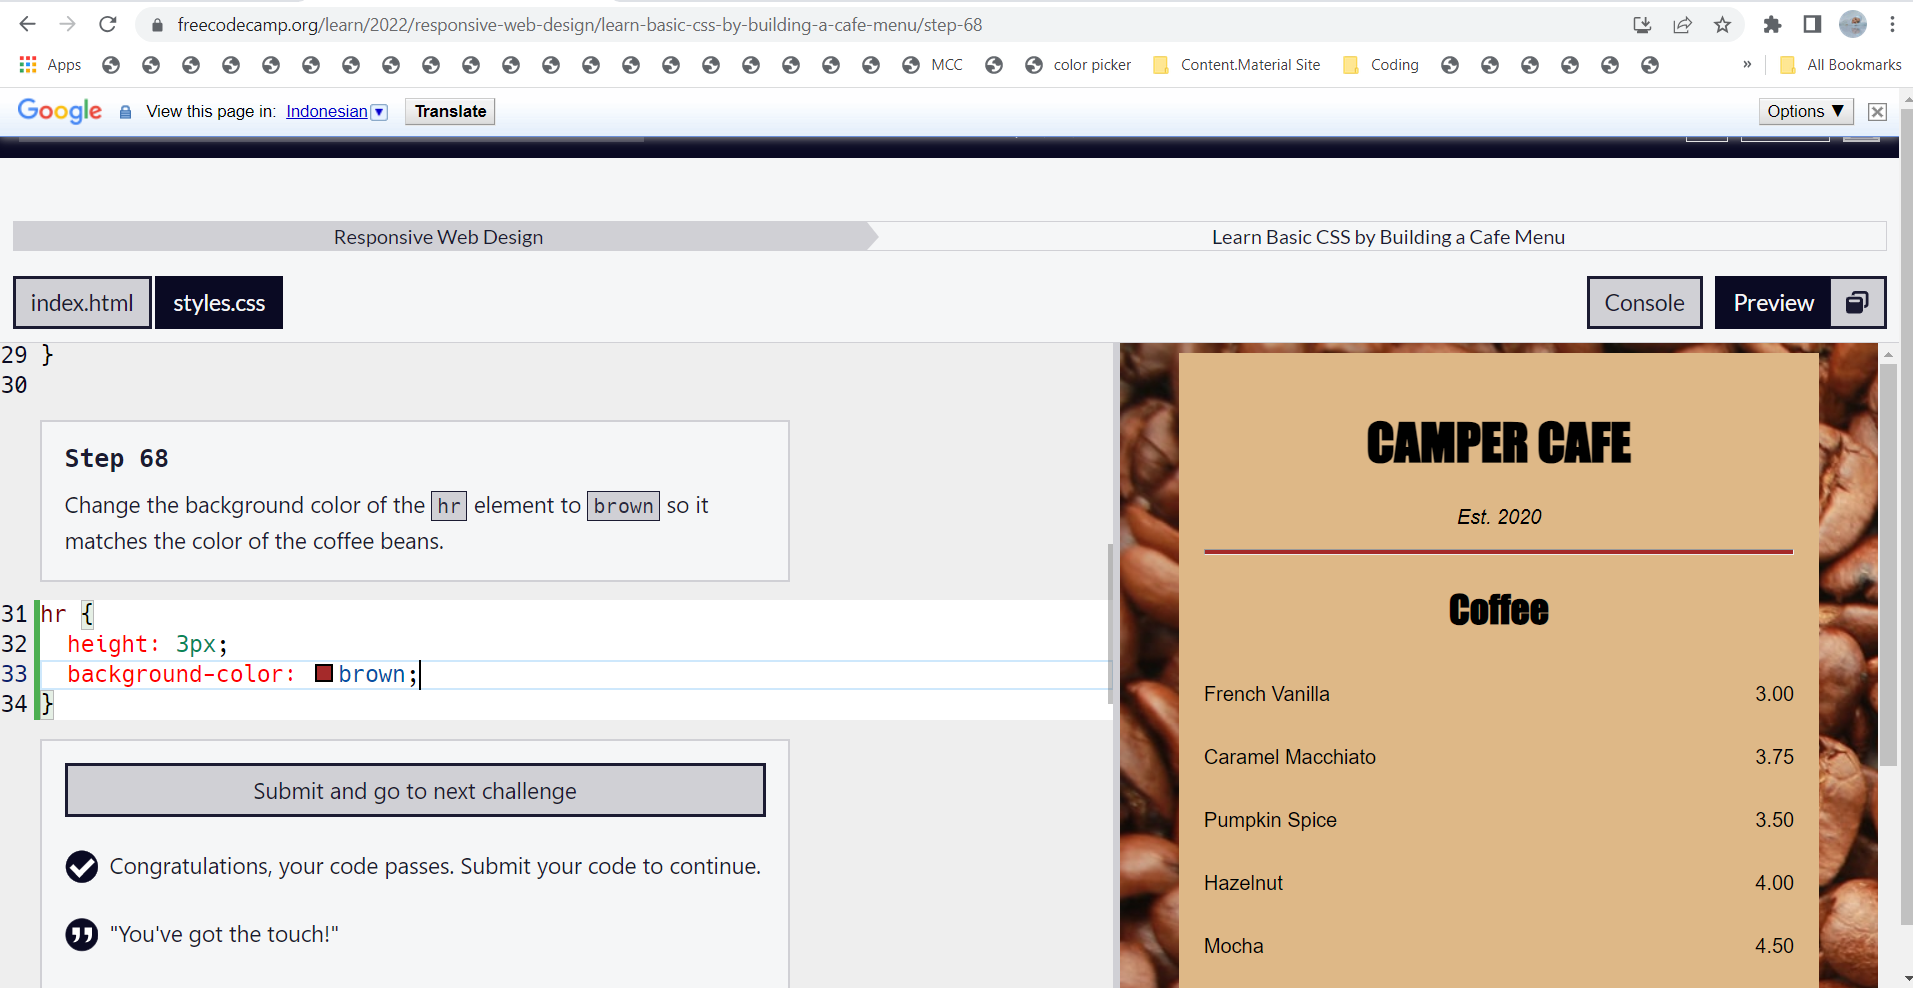 freecodecamp.org/learn/2022/responsive-web-design/learn-basic-css-by-building-a-cafe-menu/step-68
Apps MCC color picker Content.Material Site Coding » All Bookmarks
Google View this page in: Indonesian Translate Options ▼
Responsive Web Design Learn Basic CSS by Building a Cafe Menu
index.html styles.css Console Preview
29 }
30
Step 68
Change the background color of the hr element to brown so it
matches the color of the coffee beans.
31 hr {
32 height: 3px;
33 background-color: brown;
34 }
Submit and go to next challenge
Congratulations, your code passes. Submit your code to continue.
"You've got the touch!"
CAMPER CAFE
Est. 2020
Coffee
French Vanilla 3.00
Caramel Macchiato 3.75
Pumpkin Spice 3.50
Hazelnut 4.00
Mocha 4.50